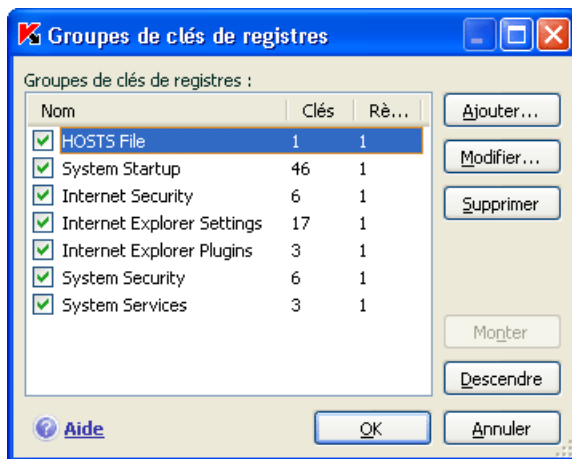 Groupes de clés de registres
Groupes de clés de registres :
Nom Clés Rè...
HOSTS File 1 1
System Startup 46 1
Internet Security 6 1
Internet Explorer Settings 17 1
Internet Explorer Plugins 3 1
System Security 6 1
System Services 3 1
Ajouter...
Modifier...
Supprimer
Monter
Descendre
Aide
OK
Annuler